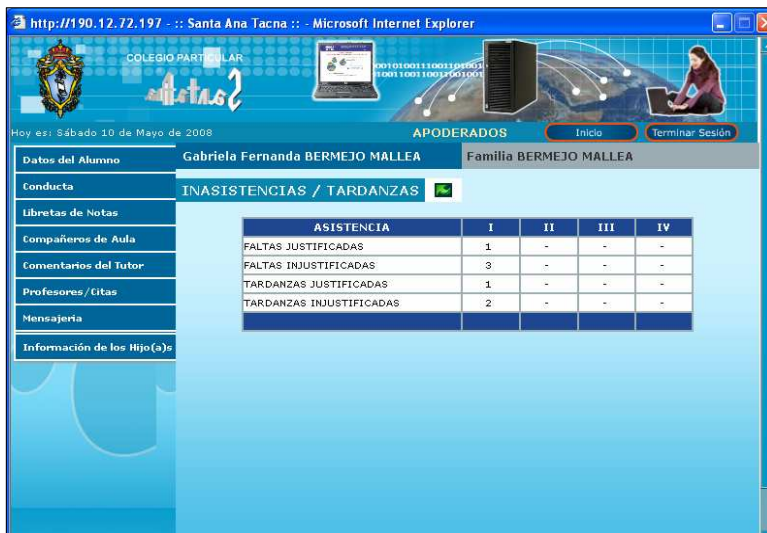 http://190.12.72.197 - :: Santa Ana Tacna :: - Microsoft Internet Explorer
COLEGIO PARTICULAR
Santa Ana
Hoy es: Sábado 10 de Mayo de 2008
APODERADOS
Inicio
Terminar Sesión
Datos del Alumno
Conducta
Libretas de Notas
Compañeros de Aula
Comentarios del Tutor
Profesores/Citas
Mensajeria
Información de los Hijo(a)s
Gabriela Fernanda BERMEJO MALLEA
Familia BERMEJO MALLEA
INASISTENCIAS / TARDANZAS
ASISTENCIA I II III IV
FALTAS JUSTIFICADAS 1 - - -
FALTAS INJUSTIFICADAS 3 - - -
TARDANZAS JUSTIFICADAS 1 - - -
TARDANZAS INJUSTIFICADAS 2 - - -